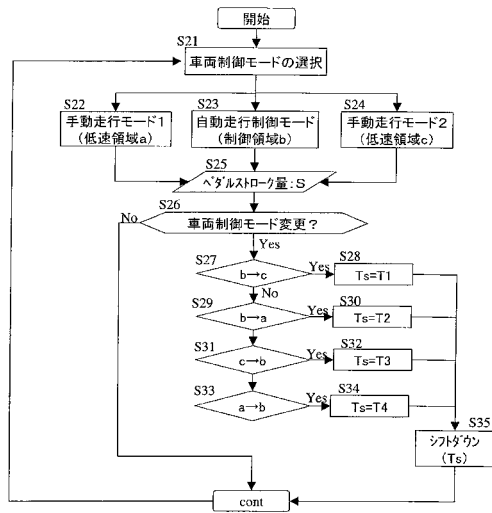 開始
S21
車両制御モードの選択
S22
手動走行モード1
(低速領域a)
S23
自動走行制御モード
(制御領域b)
S24
手動走行モード2
(低速領域c)
S25
ペダルストローク量:S
S26
No
車両制御モード変更?
Yes
S27
b→c
Yes
S28
Ts=T1
No
S29
b→a
Yes
S30
Ts=T2
S31
c→b
Yes
S32
Ts=T3
S33
a→b
Yes
S34
Ts=T4
S35
シフトダウン
(Ts)
cont